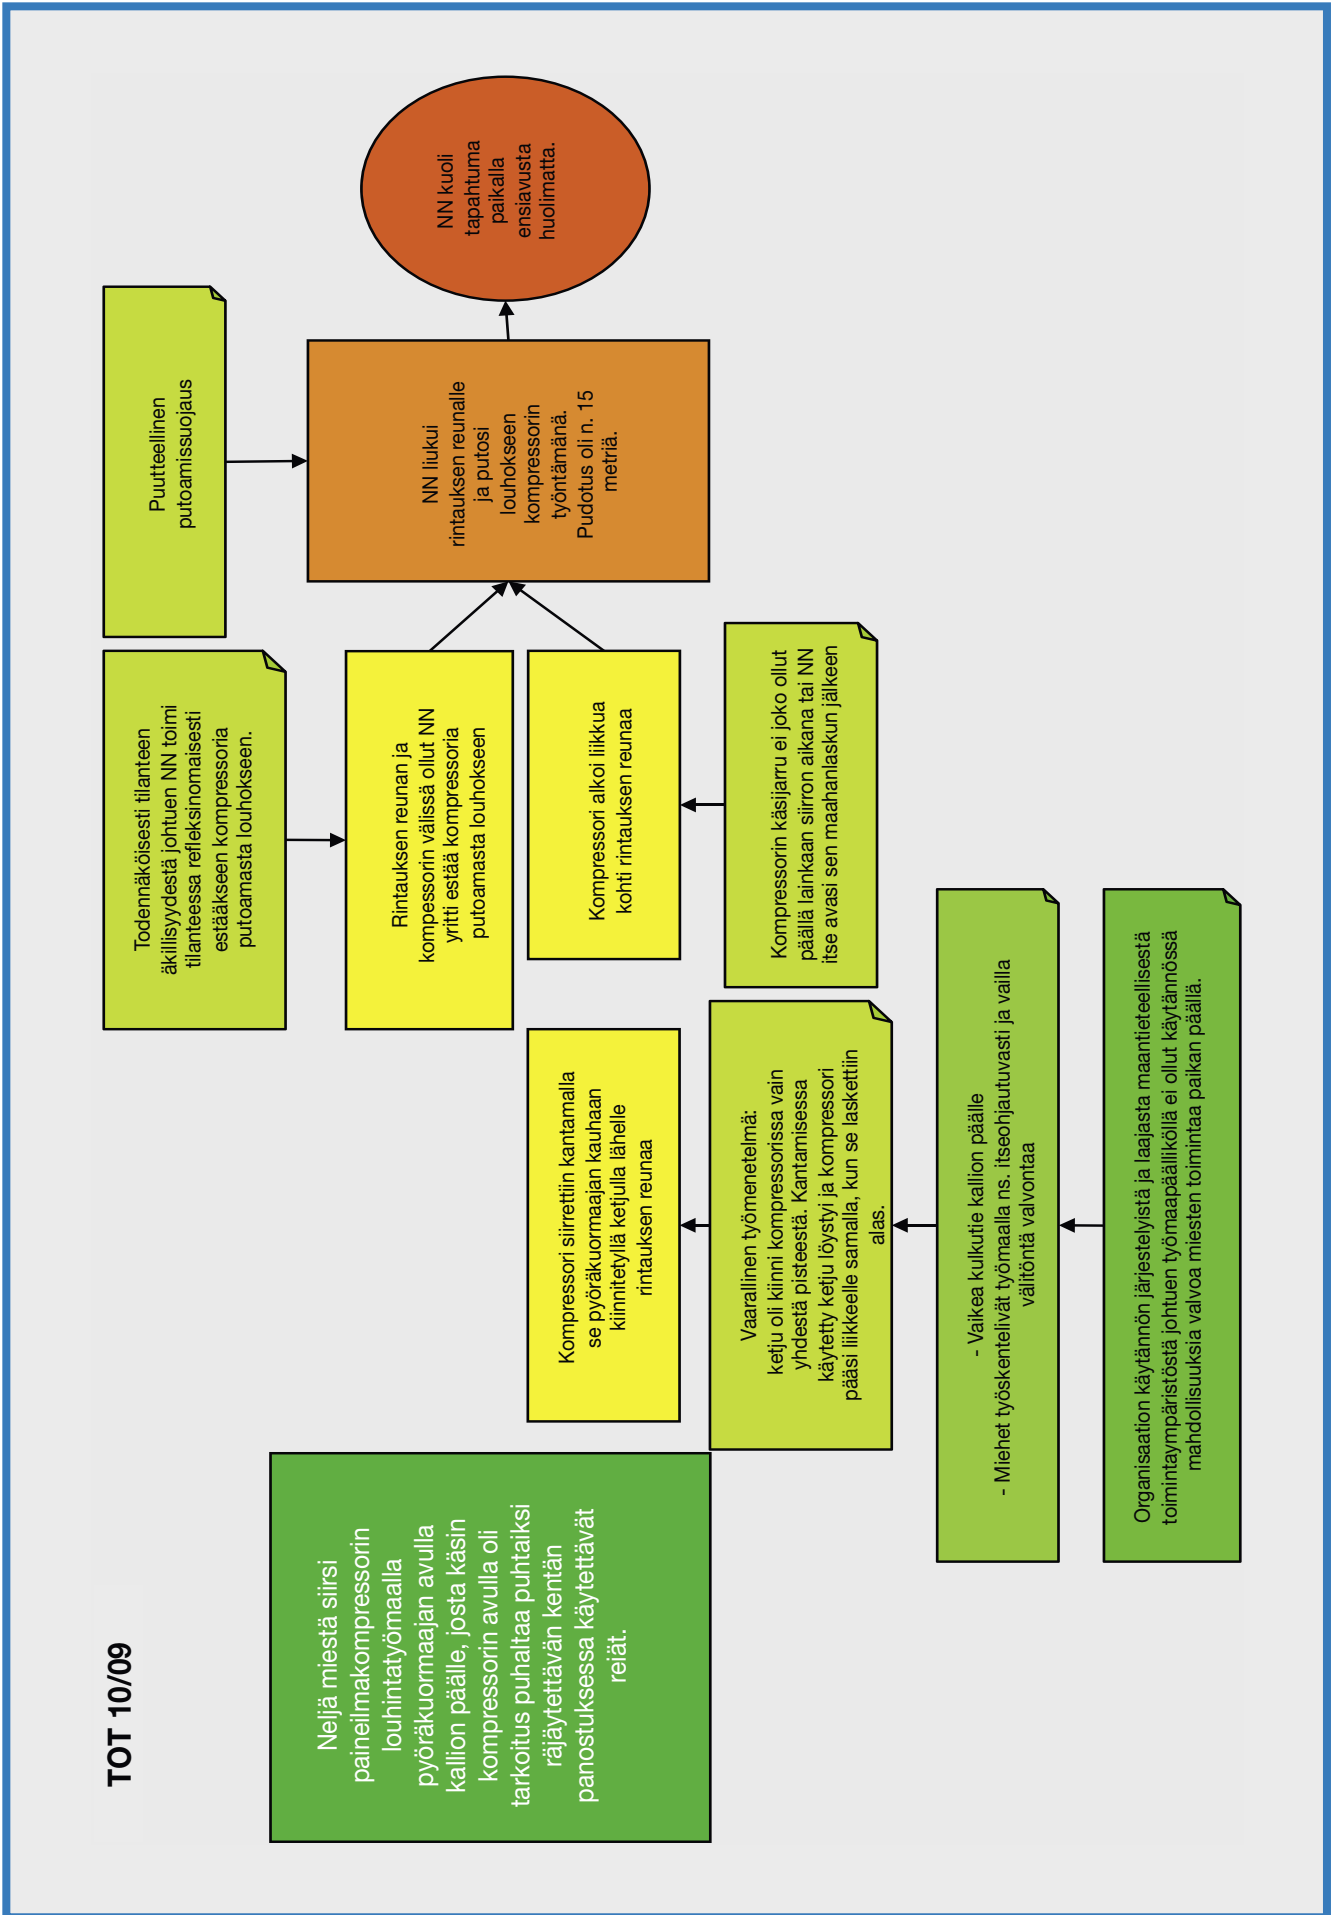 TOT 10/09
Neljä miestä siirsi
paineilmakompressorin
louhintatyömaalla
pyöräkuormaajan avulla
kallion päälle, josta käsin
kompressorin avulla oli
tarkoitus puhaltaa puhtaiksi
räjäytettävän kentän
panostuksessa käytettävät
reiät.
Kompressori siirrettiin kantamalla
se pyöräkuormaajan kauhaan
kiinnitetyllä ketjulla lähelle
rintauksen reunaa
Vaarallinen työmenetelmä:
ketju oli kiinni kompressorissa vain
yhdestä pisteestä. Kantamisessa
käytetty ketju löystyi ja kompressori
pääsi liikkeelle samalla, kun se laskettiin
alas.
- Vaikea kulkutie kallion päälle
- Miehet työskentelivät työmaalla ns. itseohjautuvasti ja vailla
välitöntä valvontaa
Organisaation käytännön järjestelyistä ja laajasta maantieteellisestä
toimintaympäristöstä johtuen työmaapäälliköllä ei ollut käytännössä
mahdollisuuksia valvoa miesten toimintaa paikan päällä.
Todennäköisesti tilanteen
äkillisyydestä johtuen NN toimi
tilanteessa refleksinomaisesti
estääkseen kompressoria
putoamasta louhokseen.
Rintauksen reunan ja
kompessorin välissä ollut NN
yritti estää kompressoria
putoamasta louhokseen
Kompressori alkoi liikkua
kohti rintauksen reunaa
Kompressorin käsijarru ei joko ollut
päällä lainkaan siirron aikana tai NN
itse avasi sen maahanlaskun jälkeen
Puutteellinen
putoamissuojaus
NN liukui
rintauksen reunalle
ja putosi
louhokseen
kompressorin
työntämänä.
Pudotus oli n. 15
metriä.
NN kuoli
tapahtuma
paikalla
ensiavusta
huolimatta.